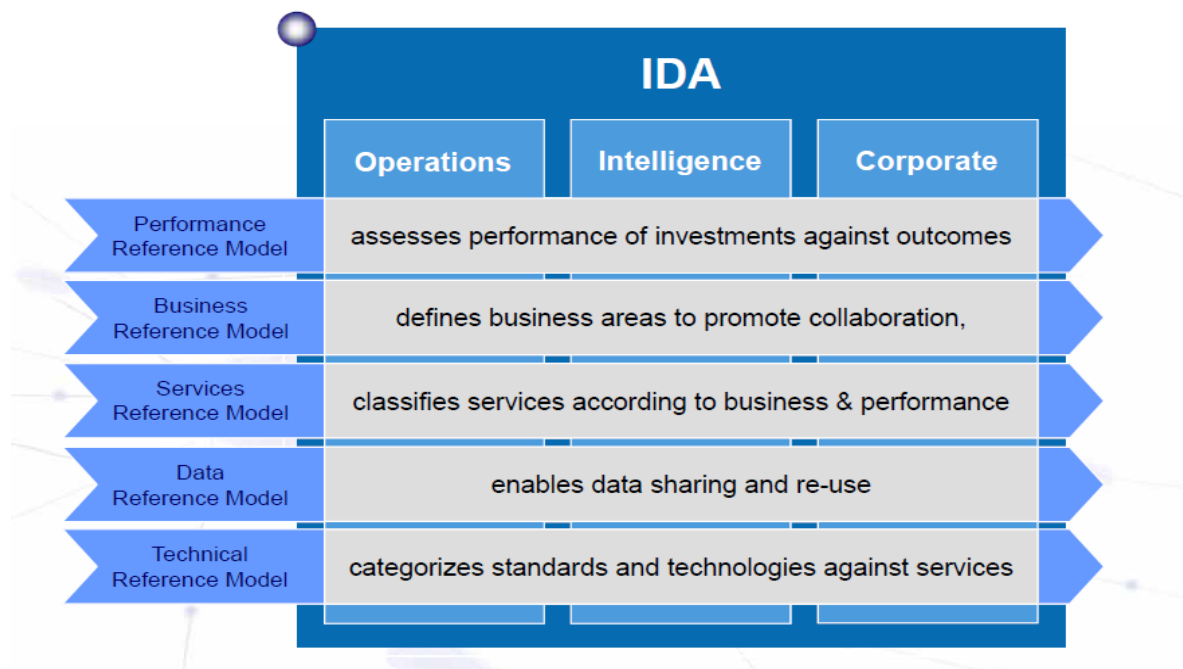 IDA
Operations
Intelligence
Corporate
Performance
Reference Model
assesses performance of investments against outcomes
Business
Reference Model
defines business areas to promote collaboration,
Services
Reference Model
classifies services according to business & performance
Data
Reference Model
enables data sharing and re-use
Technical
Reference Model
categorizes standards and technologies against services